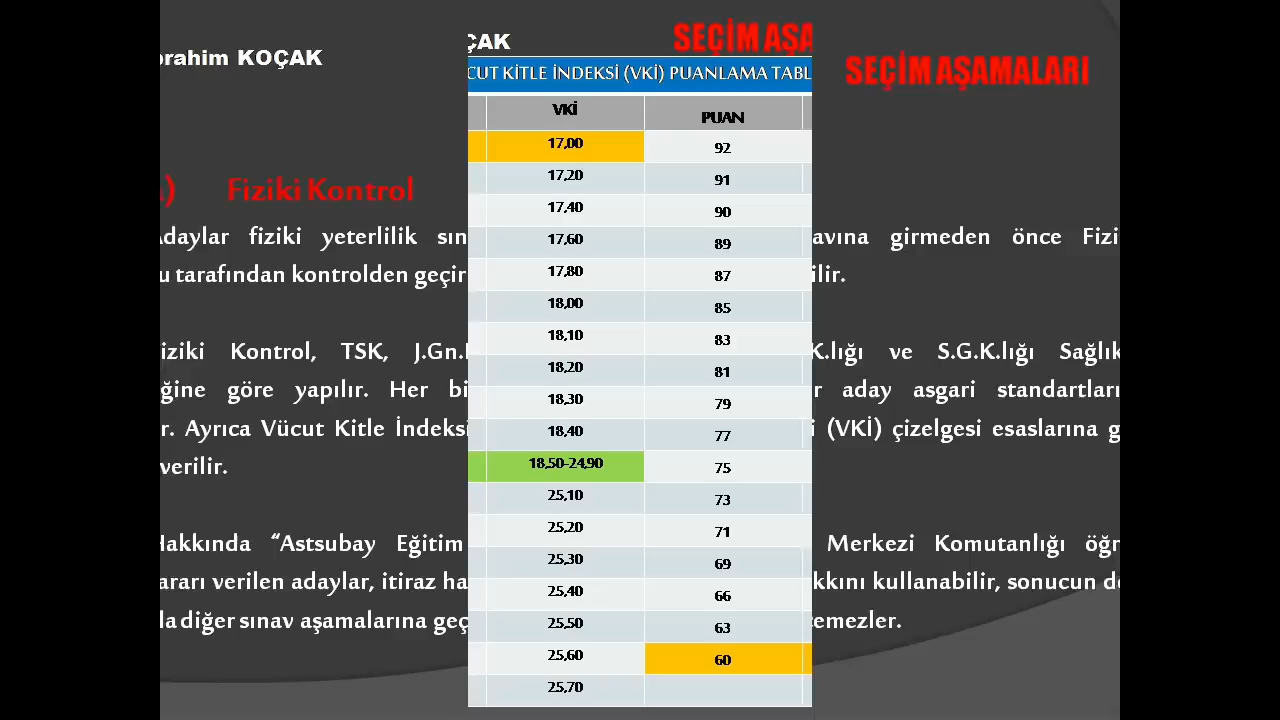 brahim KOÇAK
SEÇİM AŞAMALARI
ÇAK
SEÇİM AŞA
CUT KİTLE İNDEKSİ (VKİ) PUANLAMA TABL
VKİ PUAN
17,00 92
17,20 91
17,40 90
17,60 89
17,80 87
18,00 85
18,10 83
18,20 81
18,30 79
18,40 77
18,50-24,90 75
25,10 73
25,20 71
25,30 69
25,40 66
25,50 63
25,60 60
25,70
) Fiziki Kontrol
daylar fiziki yeterlilik sın avına girmeden önce Fizi
u tarafından kontrolden geçir ilir.
iziki Kontrol, TSK, J.Gn. K.lığı ve S.G.K.lığı Sağlık
ğine göre yapılır. Her bi r aday asgari standartları
r. Ayrıca Vücut Kitle İndeksi i (VKİ) çizelgesi esaslarına g
verilir.
Hakkında “Astsubay Eğitim Merkezi Komutanlığı öğr
ararı verilen adaylar, itiraz ha kkını kullanabilir, sonucun de
la diğer sınav aşamalarına geç emezler.